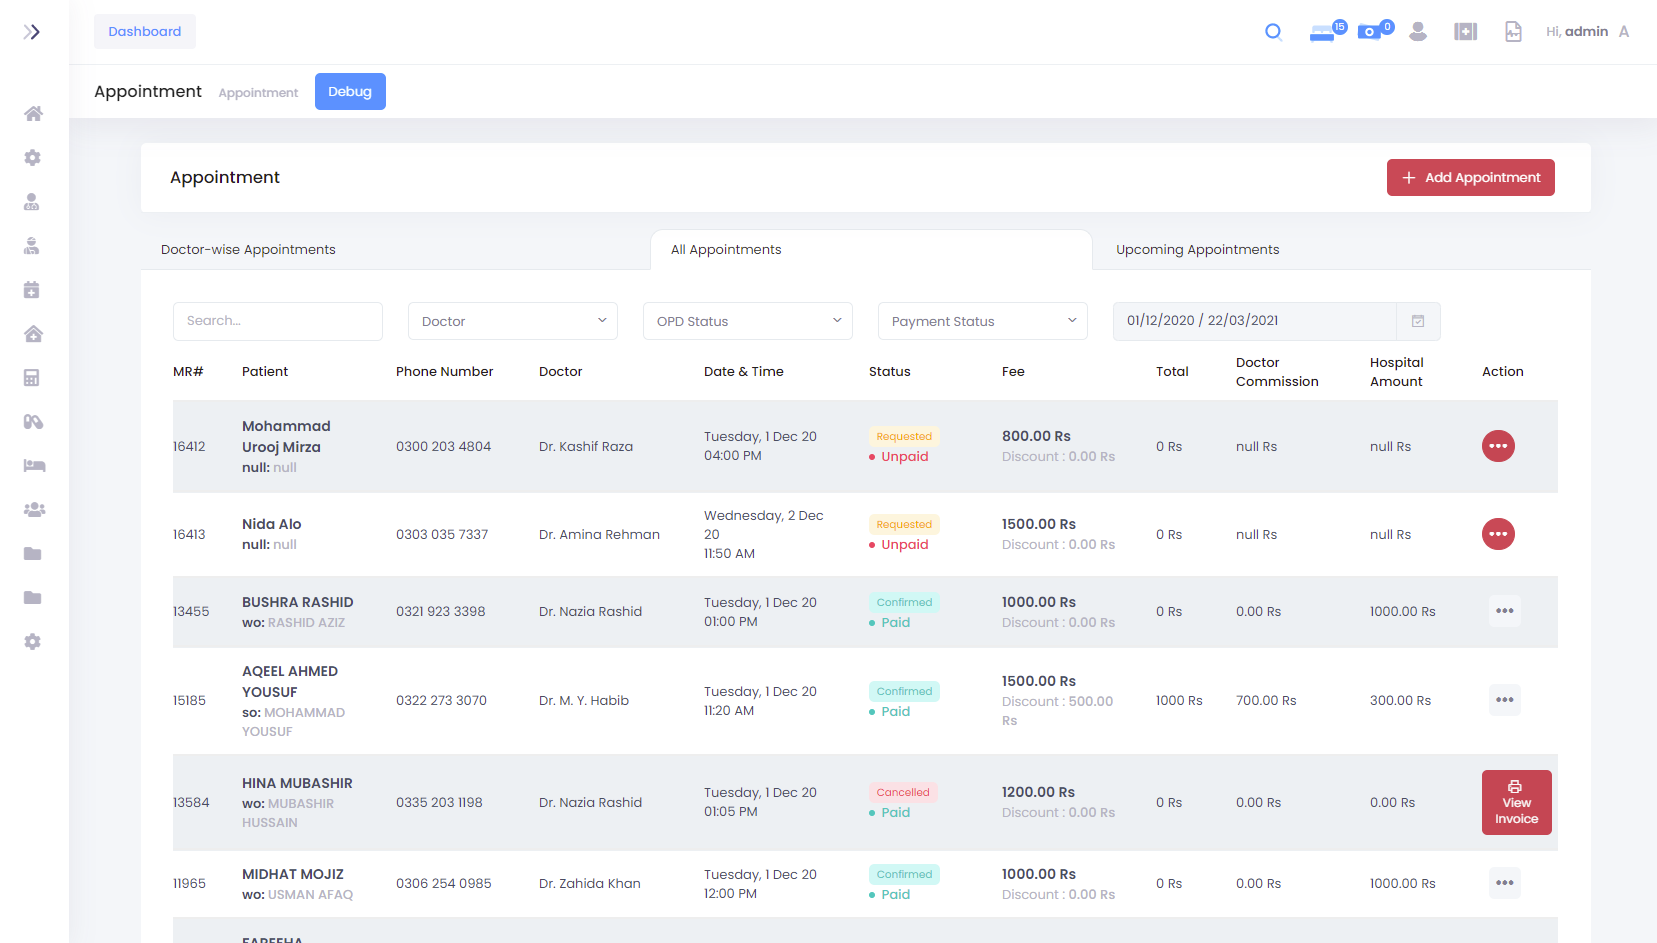 Dashboard
15
0
Hi, admin A
Appointment Appointment Debug
Appointment
Add Appointment
Doctor-wise Appointments
All Appointments
Upcoming Appointments
Search...
Doctor
OPD Status
Payment Status
01/12/2020 / 22/03/2021
MR# Patient Phone Number Doctor Date & Time Status Fee Total Doctor Commission Hospital Amount Action
16412
Mohammad
Urooj Mirza
null: null
0300 203 4804
Dr. Kashif Raza
Tuesday, 1 Dec 20
04:00 PM
Requested
Unpaid
800.00 Rs
Discount : 0.00 Rs
0 Rs
null Rs
null Rs
16413
Nida Alo
null: null
0303 035 7337
Dr. Amina Rehman
Wednesday, 2 Dec
20
11:50 AM
Requested
Unpaid
1500.00 Rs
Discount : 0.00 Rs
0 Rs
null Rs
null Rs
13455
BUSHRA RASHID
wo: RASHID AZIZ
0321 923 3398
Dr. Nazia Rashid
Tuesday, 1 Dec 20
01:00 PM
Confirmed
Paid
1000.00 Rs
Discount : 0.00 Rs
0 Rs
0.00 Rs
1000.00 Rs
15185
AQEEL AHMED
YOUSUF
so: MOHAMMAD
YOUSUF
0322 273 3070
Dr. M. Y. Habib
Tuesday, 1 Dec 20
11:20 AM
Confirmed
Paid
1500.00 Rs
Discount : 500.00
Rs
1000 Rs
700.00 Rs
300.00 Rs
13584
HINA MUBASHIR
wo: MUBASHIR
HUSSAIN
0335 203 1198
Dr. Nazia Rashid
Tuesday, 1 Dec 20
01:05 PM
Cancelled
Paid
1200.00 Rs
Discount : 0.00 Rs
0 Rs
0.00 Rs
0.00 Rs
View
Invoice
11965
MIDHAT MOJIZ
wo: USMAN AFAQ
0306 254 0985
Dr. Zahida Khan
Tuesday, 1 Dec 20
12:00 PM
Confirmed
Paid
1000.00 Rs
Discount : 0.00 Rs
0 Rs
0.00 Rs
1000.00 Rs